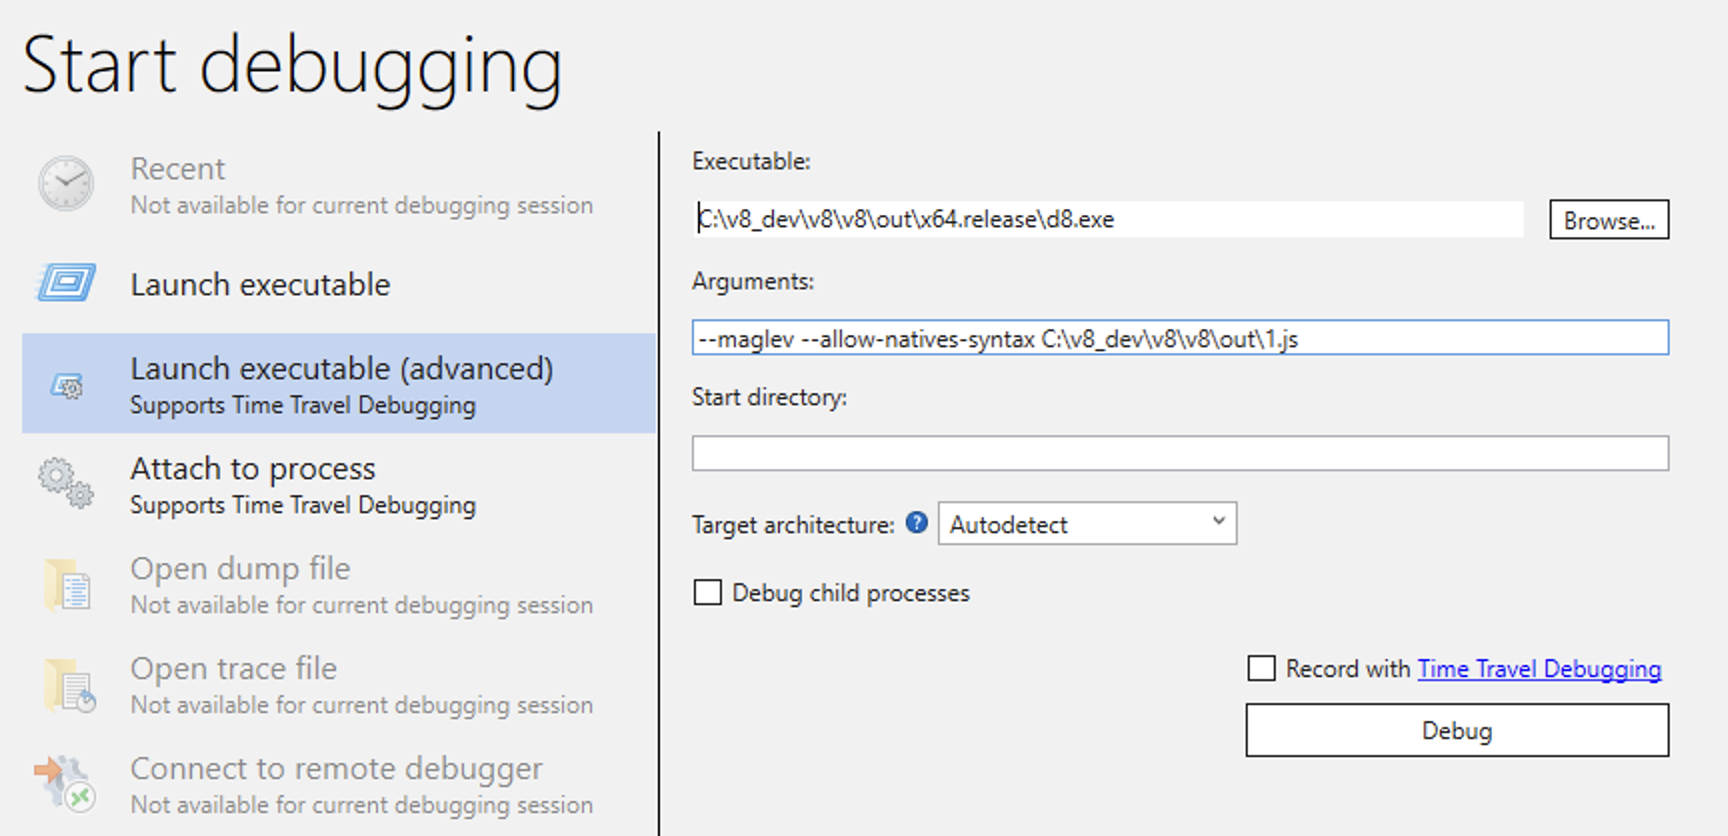 Start debugging
Recent
Not available for current debugging session
Launch executable
Launch executable (advanced)
Supports Time Travel Debugging
Attach to process
Supports Time Travel Debugging
Open dump file
Not available for current debugging session
Open trace file
Not available for current debugging session
Connect to remote debugger
Not available for current debugging session
Executable:
C:\v8_dev\v8\v8\out\x64.release\d8.exe
Browse...
Arguments:
--maglev --allow-natives-syntax C:\v8_dev\v8\v8\out\1.js
Start directory:
Target architecture: ? Autodetect
Debug child processes
Record with Time Travel Debugging
Debug